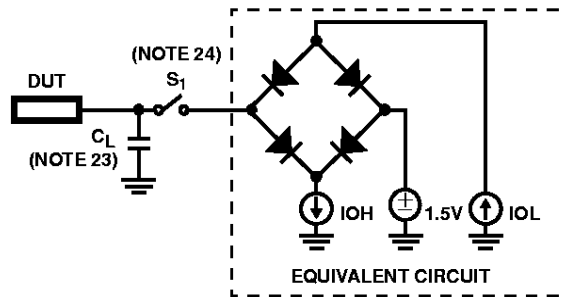 (NOTE 24)
DUT
S1
CL
(NOTE 23)
IOH
±
1.5V
IOL
EQUIVALENT CIRCUIT